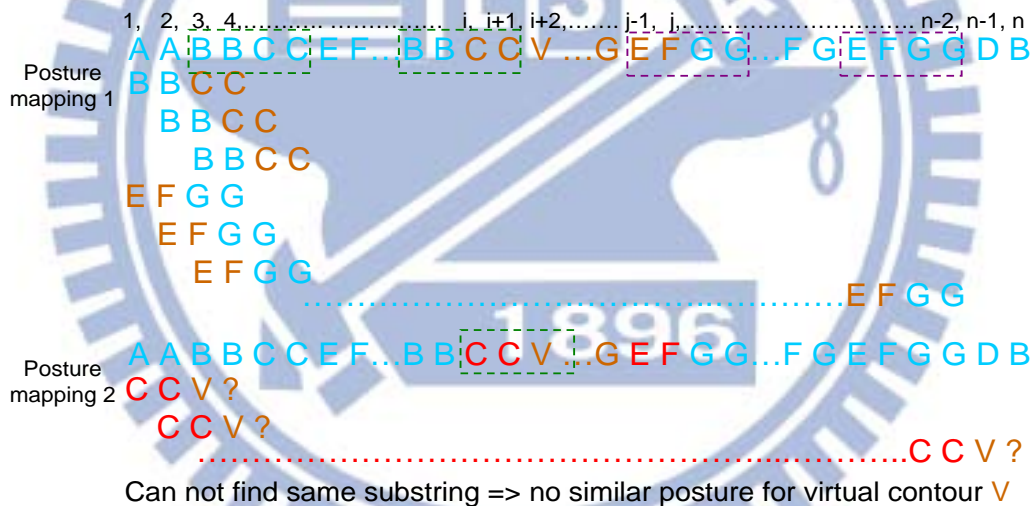 1, 2, 3, 4,................................. i, i+1, i+2,....... j-1, j,................................. n-2, n-1, n
A A B B C C E F...B B C C V ...G E F G G...F G E F G G D B
Posture mapping 1
B B C C
B B C C
B B C C
E F G G
E F G G
E F G G
......................................................E F G G
1896
A A B B C C E F...B B C C V ...G E F G G...F G E F G G D B
Posture mapping 2
C C V ?
C C V ?
.......................................................................C C V ?
Can not find same substring => no similar posture for virtual contour V